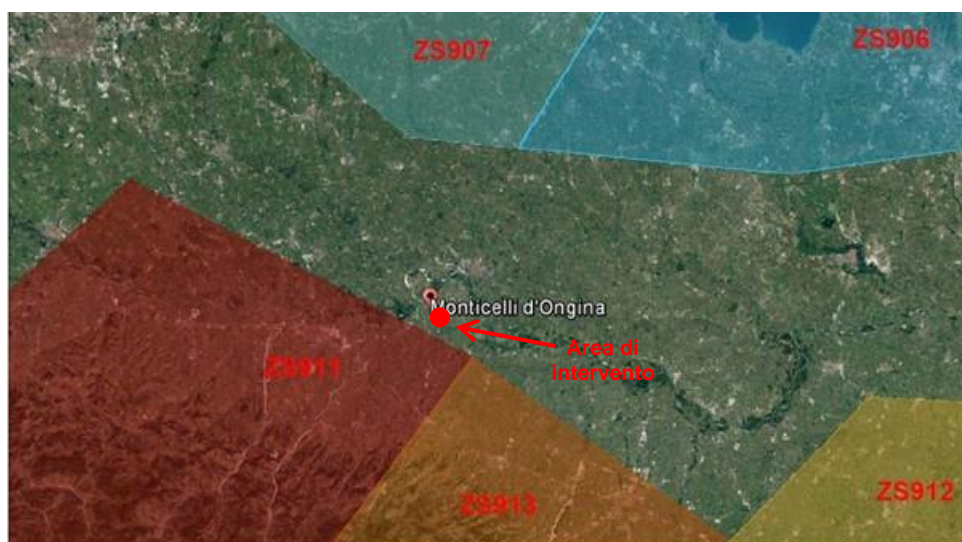 ZS907
ZS906
Monticelli d'Ongina
Area di
intervento
ZS911
ZS913
ZS912